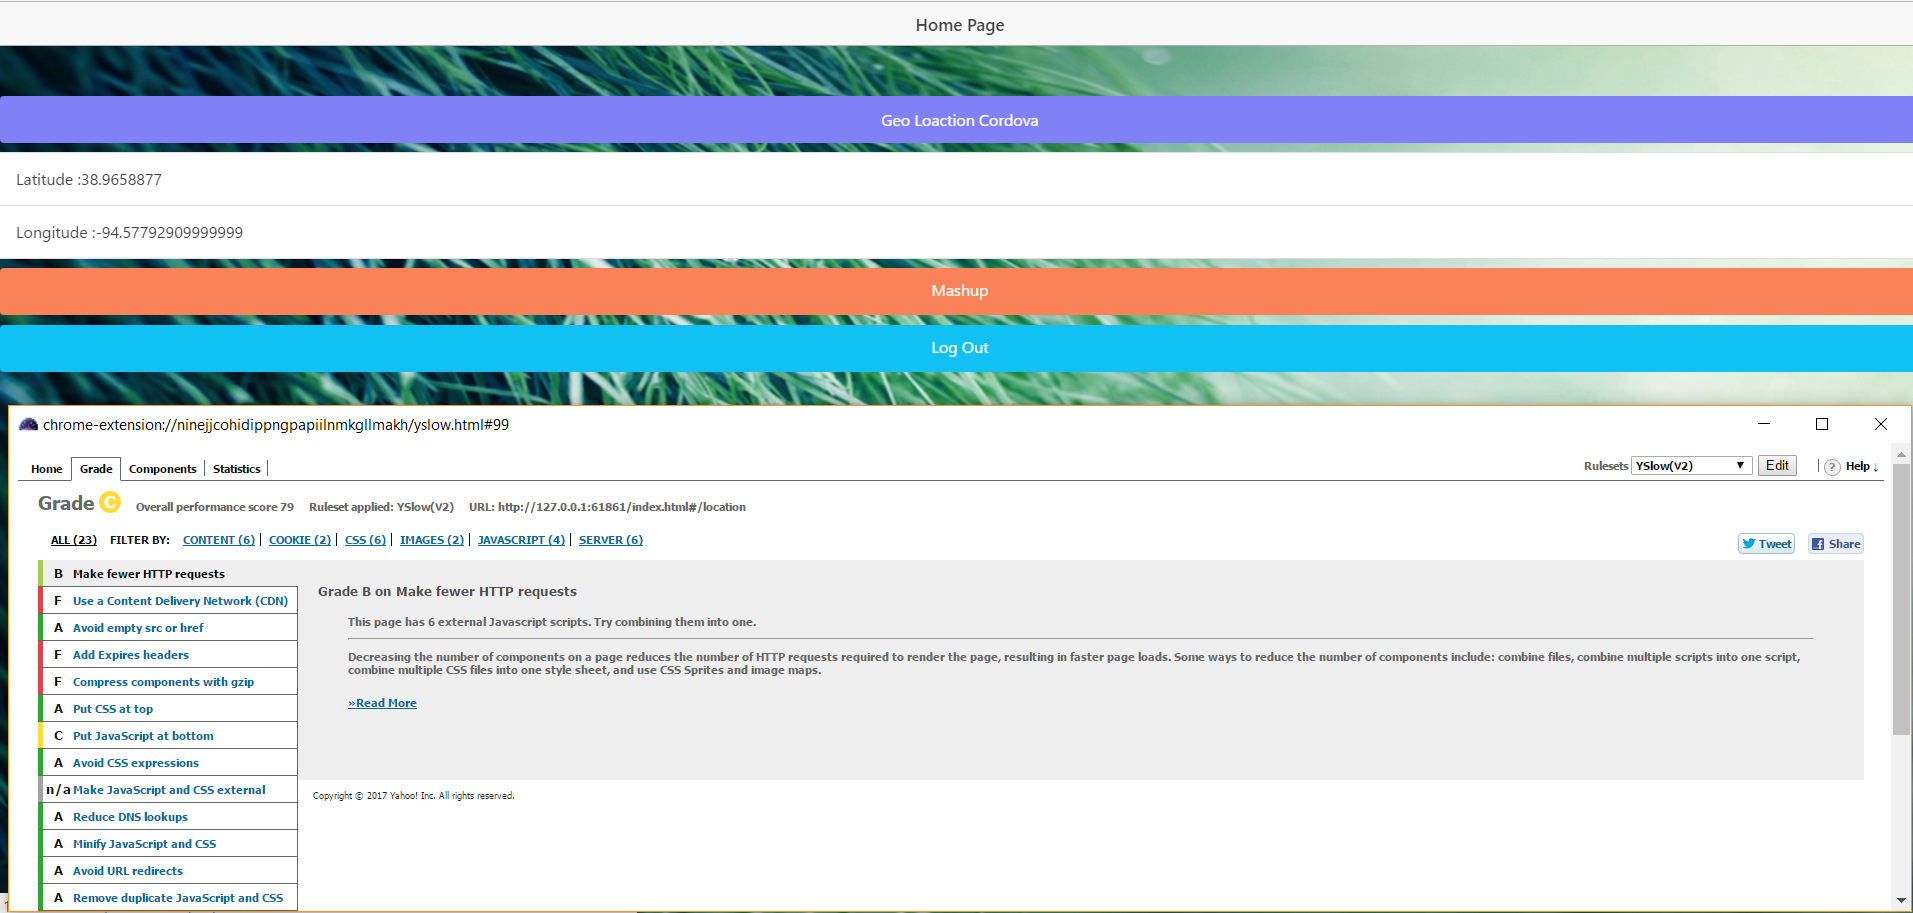 Home Page
Geo Loaction Cordova
Latitude :38.9658877
Longitude :-94.57792909999999
Mashup
Log Out
chrome-extension://ninejjcohidippngpapiilnmkgllmakh/yslow.html#99
Home Grade Components Statistics Rulesets YSlow(V2) Edit ? Help ↓
Grade C Overall performance score 79 Ruleset applied: YSlow(V2) URL: http://127.0.0.1:61861/index.html#/location
ALL (23) FILTER BY: CONTENT (6) COOKIE (2) CSS (6) IMAGES (2) JAVASCRIPT (4) SERVER (6) Tweet Share
B Make fewer HTTP requests
F Use a Content Delivery Network (CDN)
A Avoid empty src or href
F Add Expires headers
F Compress components with gzip
A Put CSS at top
C Put JavaScript at bottom
A Avoid CSS expressions
n/a Make JavaScript and CSS external
A Reduce DNS lookups
A Minify JavaScript and CSS
A Avoid URL redirects
A Remove duplicate JavaScript and CSS
Grade B on Make fewer HTTP requests
This page has 6 external Javascript scripts. Try combining them into one.
Decreasing the number of components on a page reduces the number of HTTP requests required to render the page, resulting in faster page loads. Some ways to reduce the number of components include: combine files, combine multiple scripts into one script,
combine multiple CSS files into one style sheet, and use CSS Sprites and image maps.
»Read More
Copyright © 2017 Yahoo! Inc. All rights reserved.